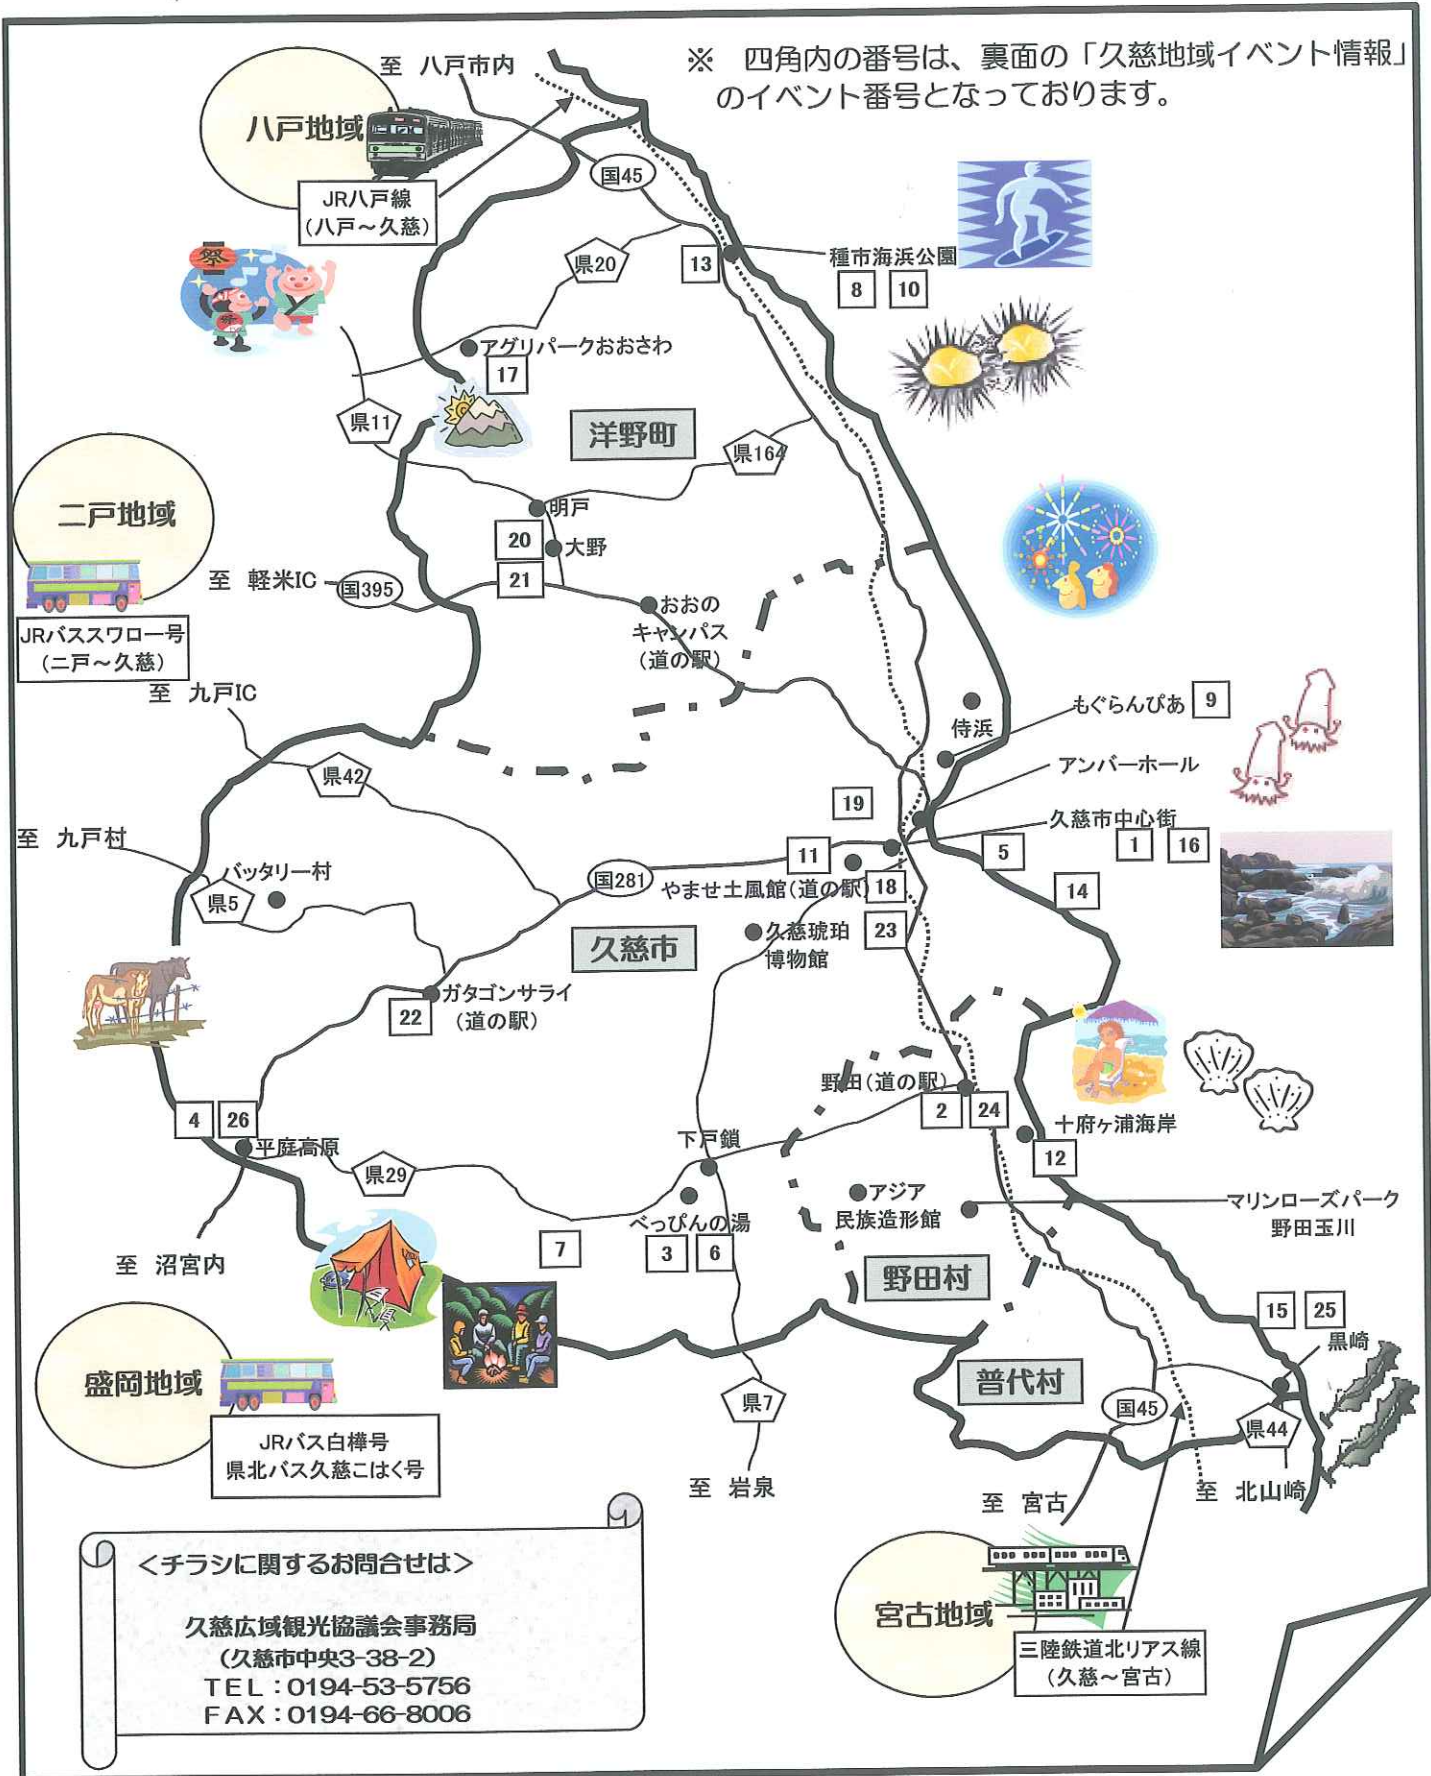 ※　四角内の番号は、裏面の「久慈地域イベント情報」
のイベント番号となっております。
至　八戸市内
八戸地域
JR八戸線
(八戸～久慈)
国45
祭
県20
13
種市海浜公園
8
10
アグリパークおおさわ
17
県11
洋野町
県164
二戸地域
明戸
20
大野
至　軽米IC
国395
21
おおの
キャンパス
(道の駅)
JRバススワロー号
(二戸～久慈)
至　九戸IC
もぐらんぴあ
9
侍浜
県42
アンバーホール
19
久慈市中心街
1
16
至　九戸村
5
11
バッタリー村
国281
やませ土風館(道の駅)
18
14
県5
久慈琥珀
博物館
23
久慈市
ガタゴンサライ
(道の駅)
22
野田(道の駅)
2
24
4
26
平庭高原
下戸鎖
十府ヶ浦海岸
12
県29
アジア
民族造形館
マリンローズパーク
野田玉川
べっぴんの湯
7
3
6
至　沼宮内
野田村
15
25
黒崎
盛岡地域
普代村
県7
国45
県44
JRバス白樺号
県北バス久慈こはく号
至　岩泉
至　宮古
至　北山崎
＜チラシに関するお問合せは＞
久慈広域観光協議会事務局
(久慈市中央3-38-2)
TEL：0194-53-5756
FAX：0194-66-8006
宮古地域
三陸鉄道北リアス線
(久慈～宮古)